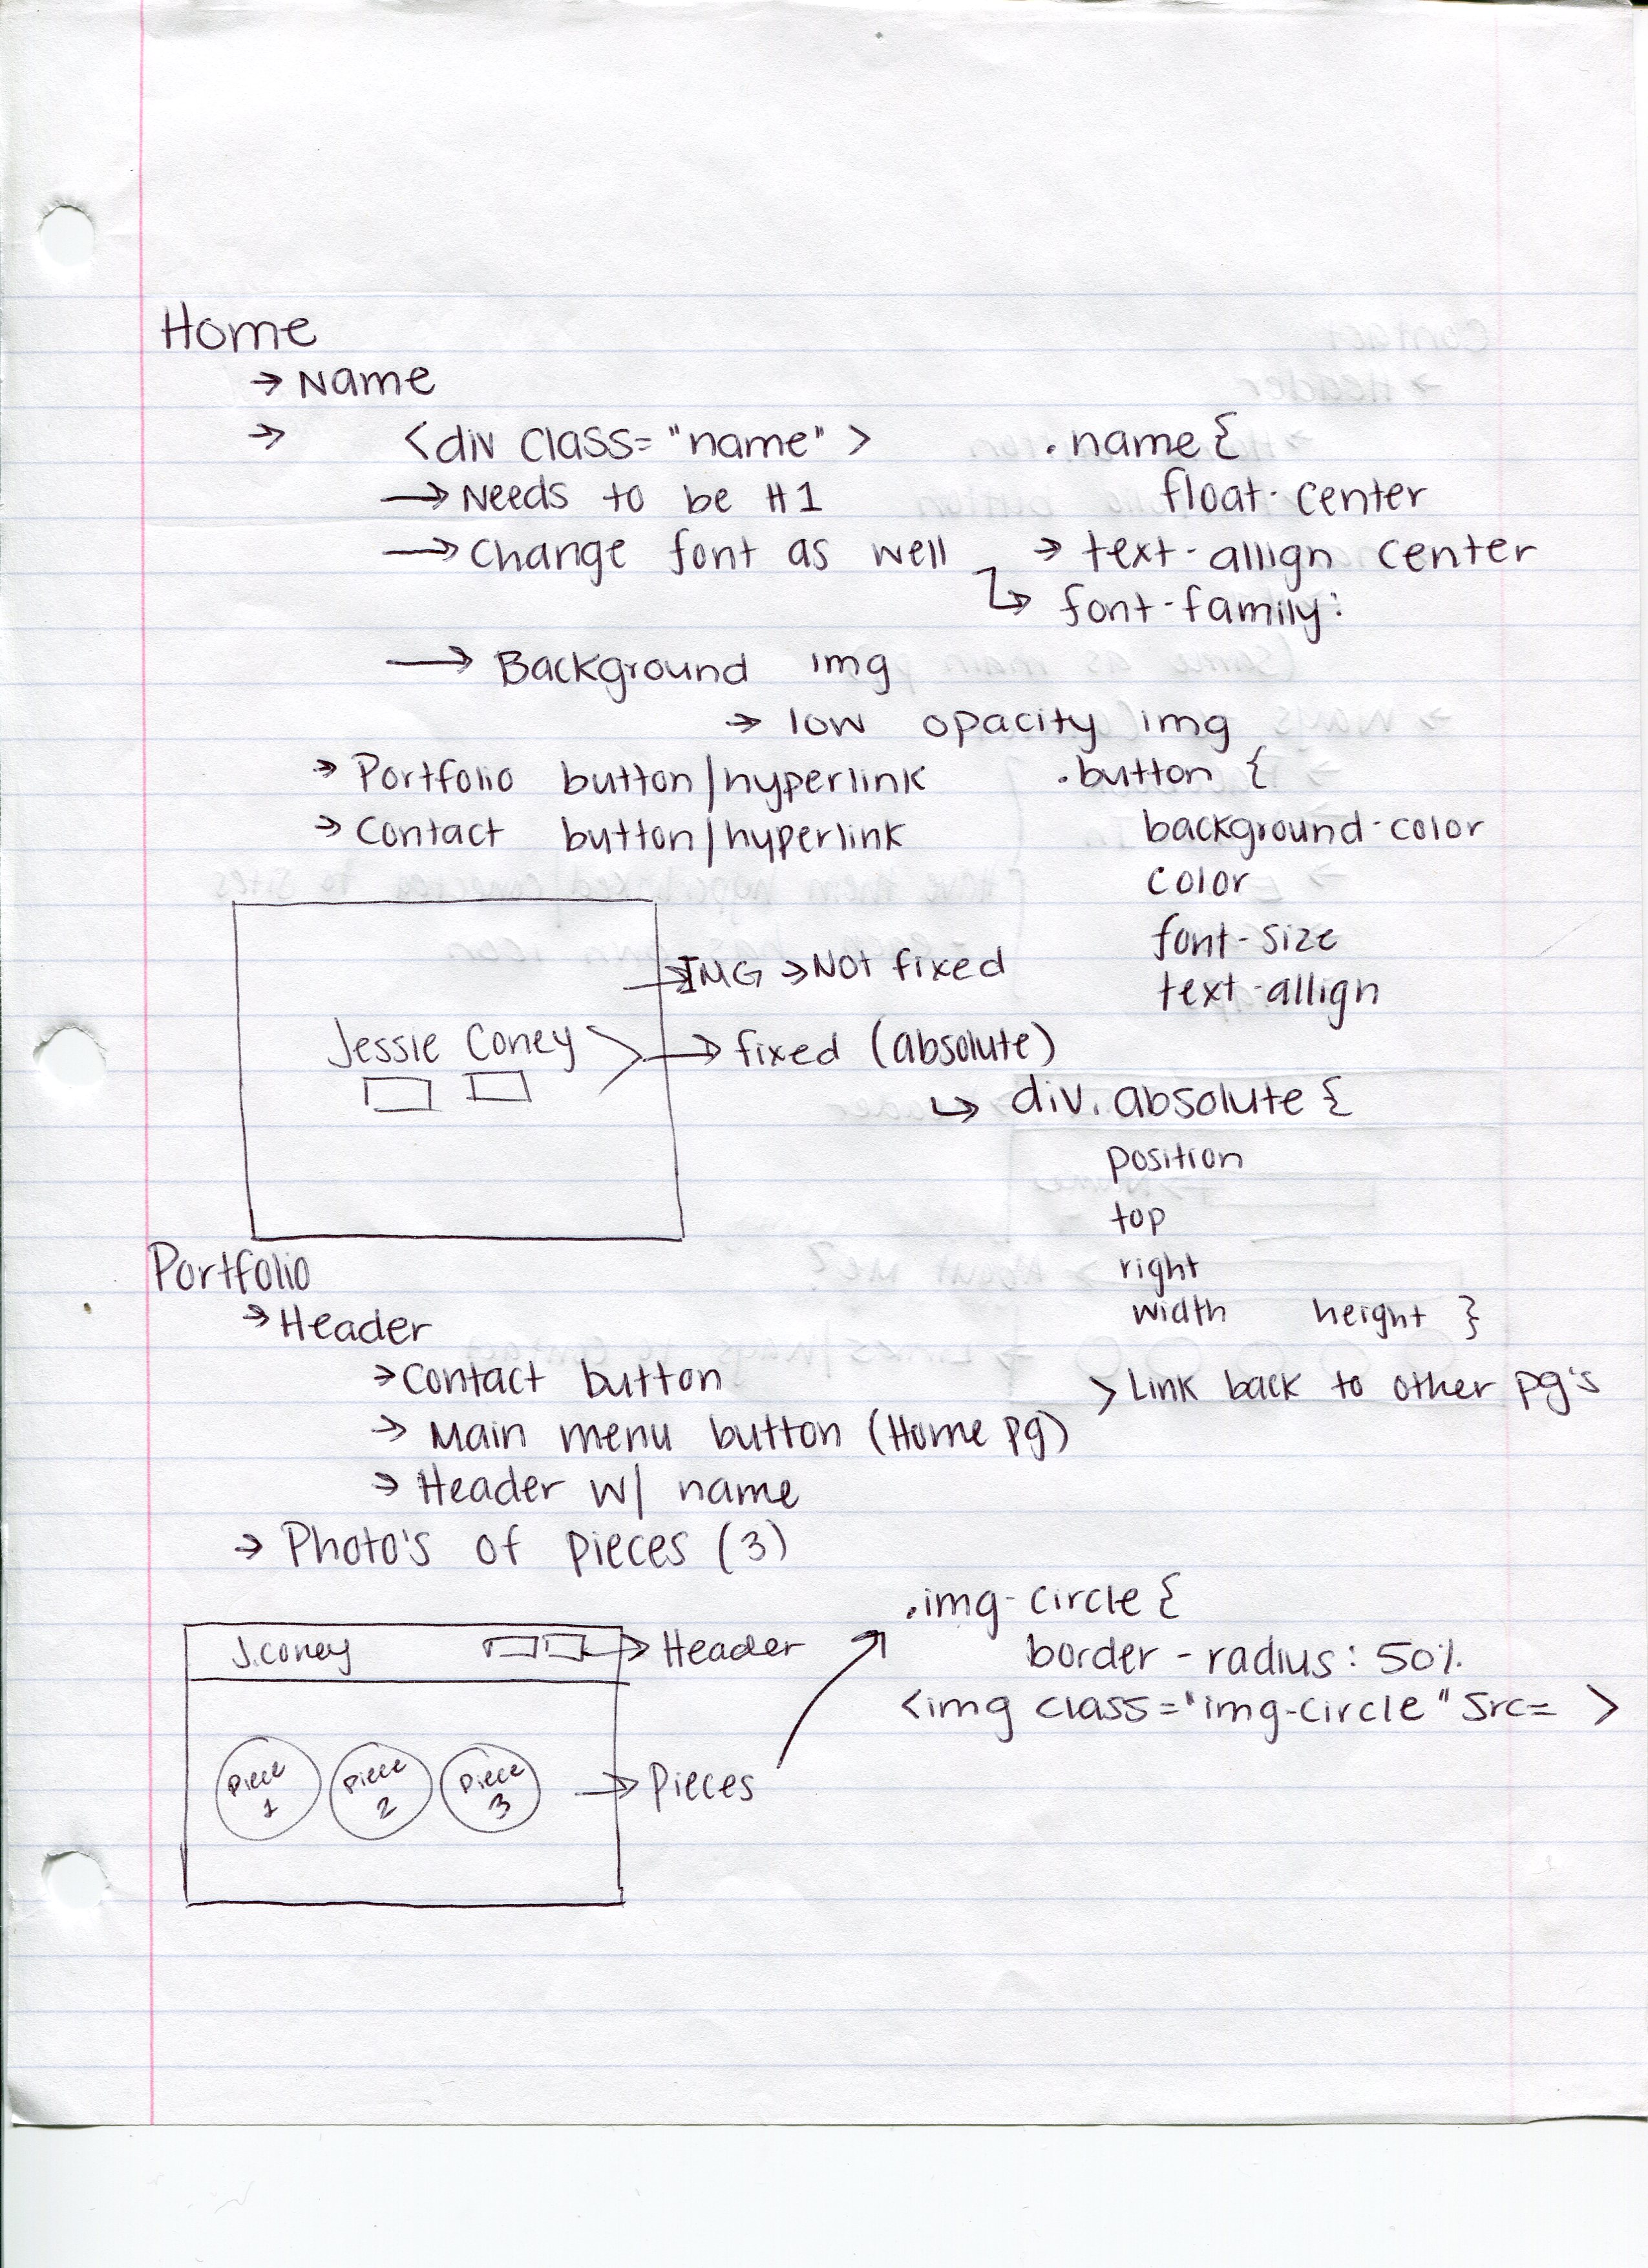 Home
→ Name
→ <div class="name" > .name {
→ Needs to be H1 float-center
→ Change font as well → text-allign center
↳ font-family:
→ Background img
→ low opacity img
→ Portfolio button/hyperlink .button {
→ Contact button/hyperlink background-color
color
font-size
→ IMG → Not fixed text-allign
Jessie Coney → fixed (absolute)
↳ div.absolute {
position
top
Portfolio right
→ Header width height }
→ Contact button > Link back to other pg's
→ Main menu button (Home pg)
→ Header w/ name
→ Photo's of pieces (3)
.img-circle {
J.Coney → Header border-radius: 50%
<img class="img-circle" src= >
piece 1 piece 2 piece 3 → Pieces